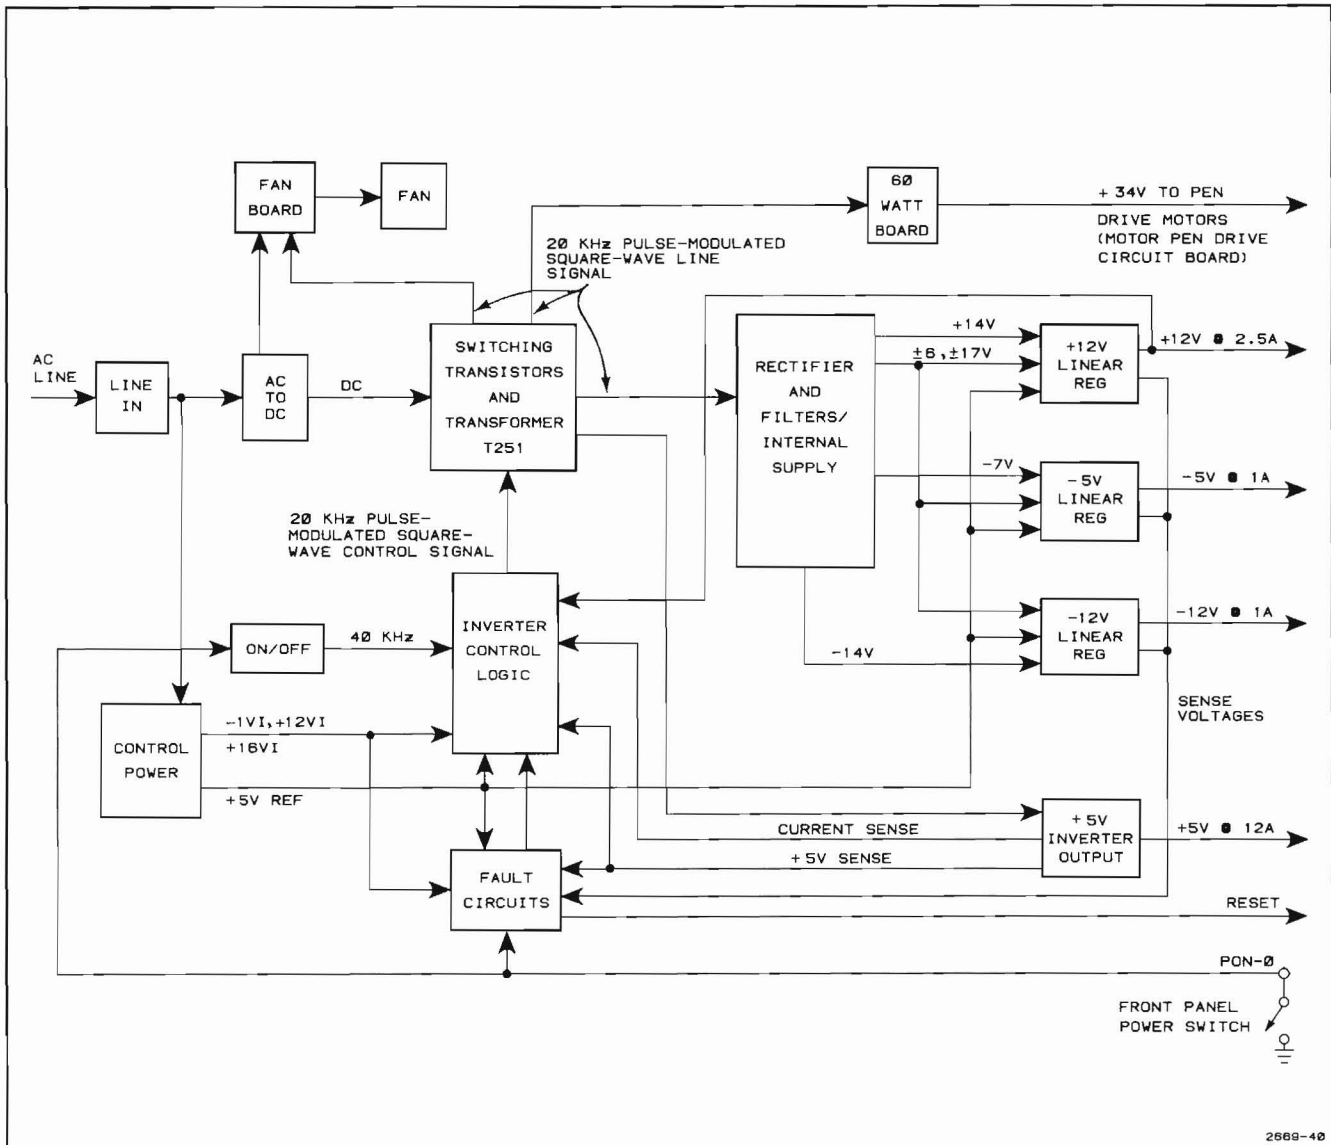 FAN
BOARD
FAN
60
WATT
BOARD
+ 34V TO PEN
DRIVE MOTORS
(MOTOR PEN DRIVE
CIRCUIT BOARD)
20 KHz PULSE-MODULATED
SQUARE-WAVE LINE
SIGNAL
AC
LINE
LINE
IN
AC
TO
DC
DC
SWITCHING
TRANSISTORS
AND
TRANSFORMER
T251
RECTIFIER
AND
FILTERS/
INTERNAL
SUPPLY
+14V
±6,±17V
-7V
-14V
+12V
LINEAR
REG
+12V @ 2.5A
-5V
LINEAR
REG
-5V @ 1A
-12V
LINEAR
REG
-12V @ 1A
SENSE
VOLTAGES
20 KHz PULSE-
MODULATED SQUARE-
WAVE CONTROL SIGNAL
ON/OFF
40 KHz
INVERTER
CONTROL
LOGIC
CONTROL
POWER
-1VI,+12VI
+16VI
+5V REF
CURRENT SENSE
+5V SENSE
+5V
INVERTER
OUTPUT
+5V @ 12A
FAULT
CIRCUITS
RESET
PON-0
FRONT PANEL
POWER SWITCH
2669-40